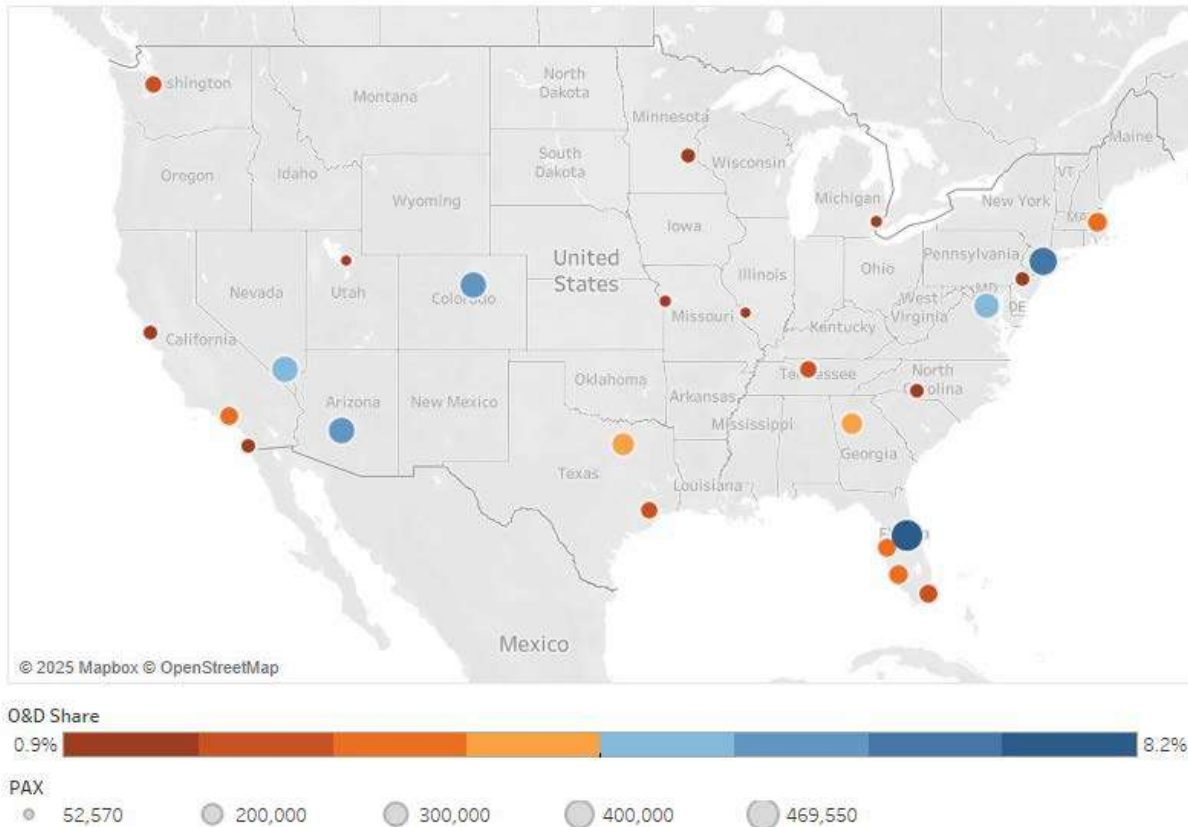 shington
Montana
North
Dakota
Minnesota
Maine
Oregon
Idaho
South
Dakota
Wisconsin
Michigan
VT
New York
Wyoming
Iowa
Pennsylvania
Nevada
Utah
Colorado
United
States
Illinois
Ohio
MD
West
Virginia
DE
California
Missouri
Kentucky
Arizona
New Mexico
Oklahoma
Arkansas
Tennessee
North
Carolina
Mississippi
Georgia
Texas
Louisiana
Mexico
© 2025 Mapbox © OpenStreetMap
O&D Share
0.9% 8.2%
PAX
52,570 200,000 300,000 400,000 469,550